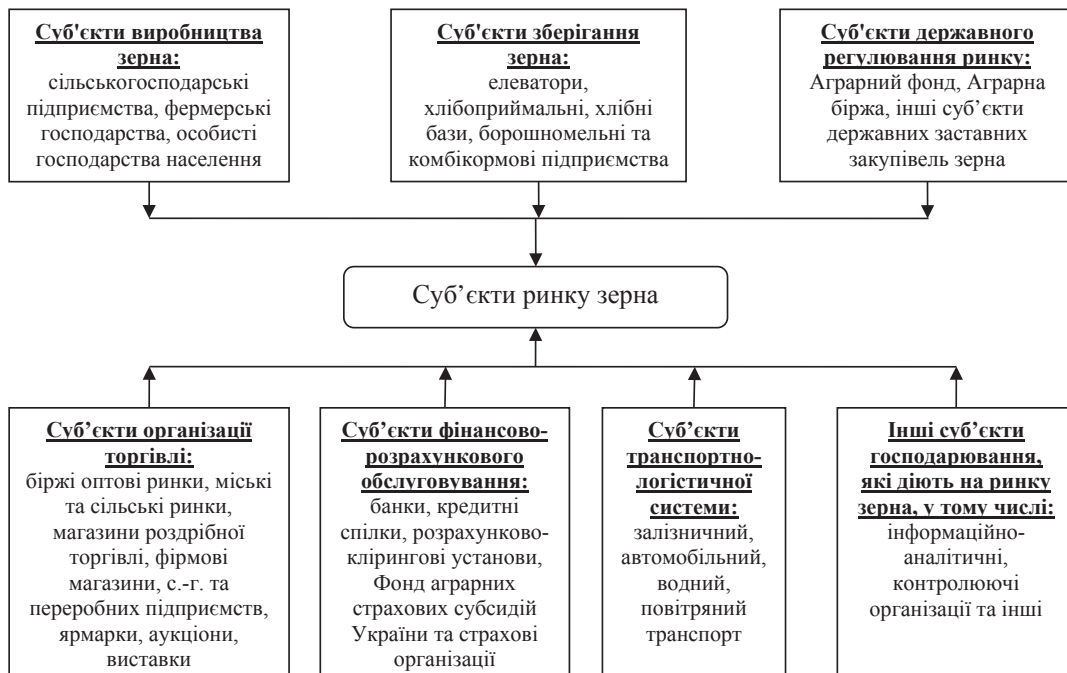 Суб'єкти виробництва
зерна:
сільськогосподарські
підприємства, фермерські
господарства, особисті
господарства населення
Суб'єкти зберігання
зерна:
елеватори,
хлібоприймальні, хлібні
бази, борошномельні та
комбікормові підприємства
Суб'єкти державного
регулювання ринку:
Аграрний фонд, Аграрна
біржа, інші суб’єкти
державних заставних
закупівель зерна
Суб’єкти ринку зерна
Суб’єкти організації
торгівлі:
біржі оптові ринки, міські
та сільські ринки,
магазини роздрібної
торгівлі, фірмові
магазини, с.-г. та
переробних підприємств,
ярмарки, аукціони,
виставки
Суб’єкти фінансово-
розрахункового
обслуговування:
банки, кредитні
спілки, розрахунково-
клірингові установи,
Фонд аграрних
страхових субсидій
України та страхові
організації
Суб’єкти
транспортно-
логістичної
системи:
залізничний,
автомобільний,
водний,
повітряний
транспорт
Інші суб’єкти
господарювання,
які діють на ринку
зерна, у тому числі:
інформаційно-
аналітичні,
контролюючі
організації та інші